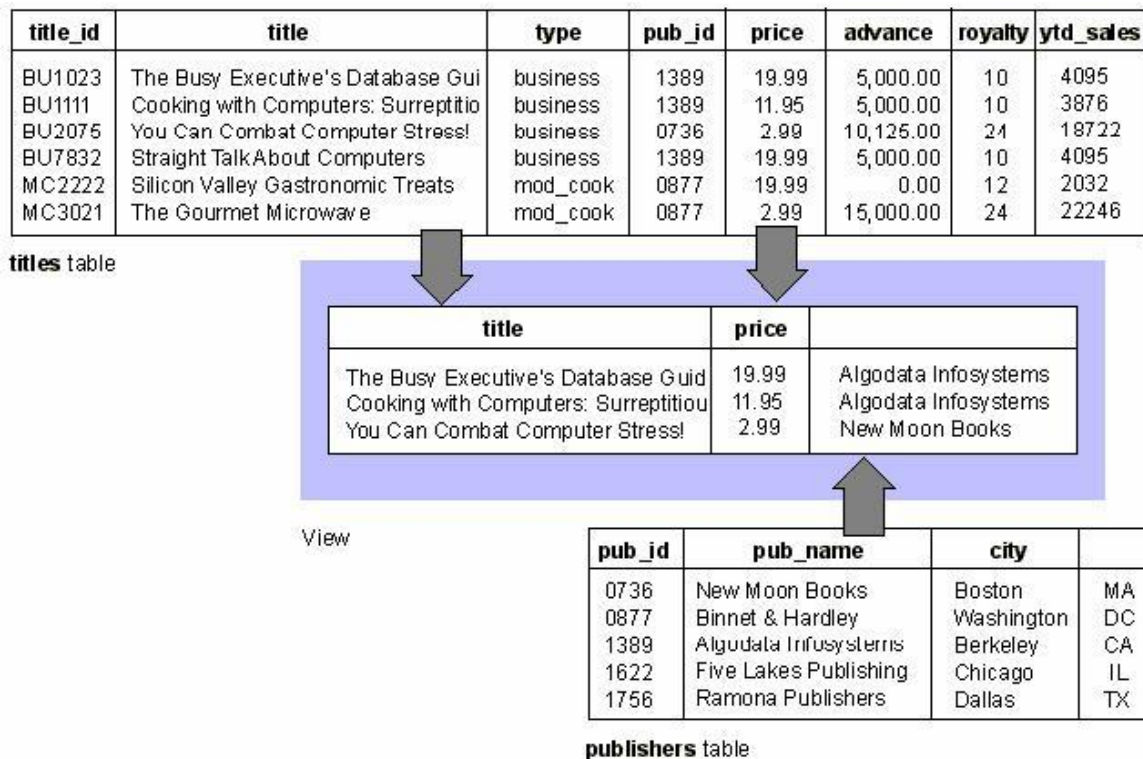 title_id title type pub_id price advance royalty ytd_sales
BU1023 The Busy Executive's Database Gui business 1389 19.99 5,000.00 10 4095
BU1111 Cooking with Computers: Surreptitio business 1389 11.95 5,000.00 10 3876
BU2075 You Can Combat Computer Stress! business 0736 2.99 10,125.00 24 18722
BU7832 Straight Talk About Computers business 1389 19.99 5,000.00 10 4095
MC2222 Silicon Valley Gastronomic Treats mod_cook 0877 19.99 0.00 12 2032
MC3021 The Gourmet Microwave mod_cook 0877 2.99 15,000.00 24 22246
titles table
title price
The Busy Executive's Database Guid 19.99 Algodata Infosystems
Cooking with Computers: Surreptitiou 11.95 Algodata Infosystems
You Can Combat Computer Stress! 2.99 New Moon Books
View
pub_id pub_name city
0736 New Moon Books Boston MA
0877 Binnet & Hardley Washington DC
1389 Algodata Infosystems Berkeley CA
1622 Five Lakes Publishing Chicago IL
1756 Ramona Publishers Dallas TX
publishers table